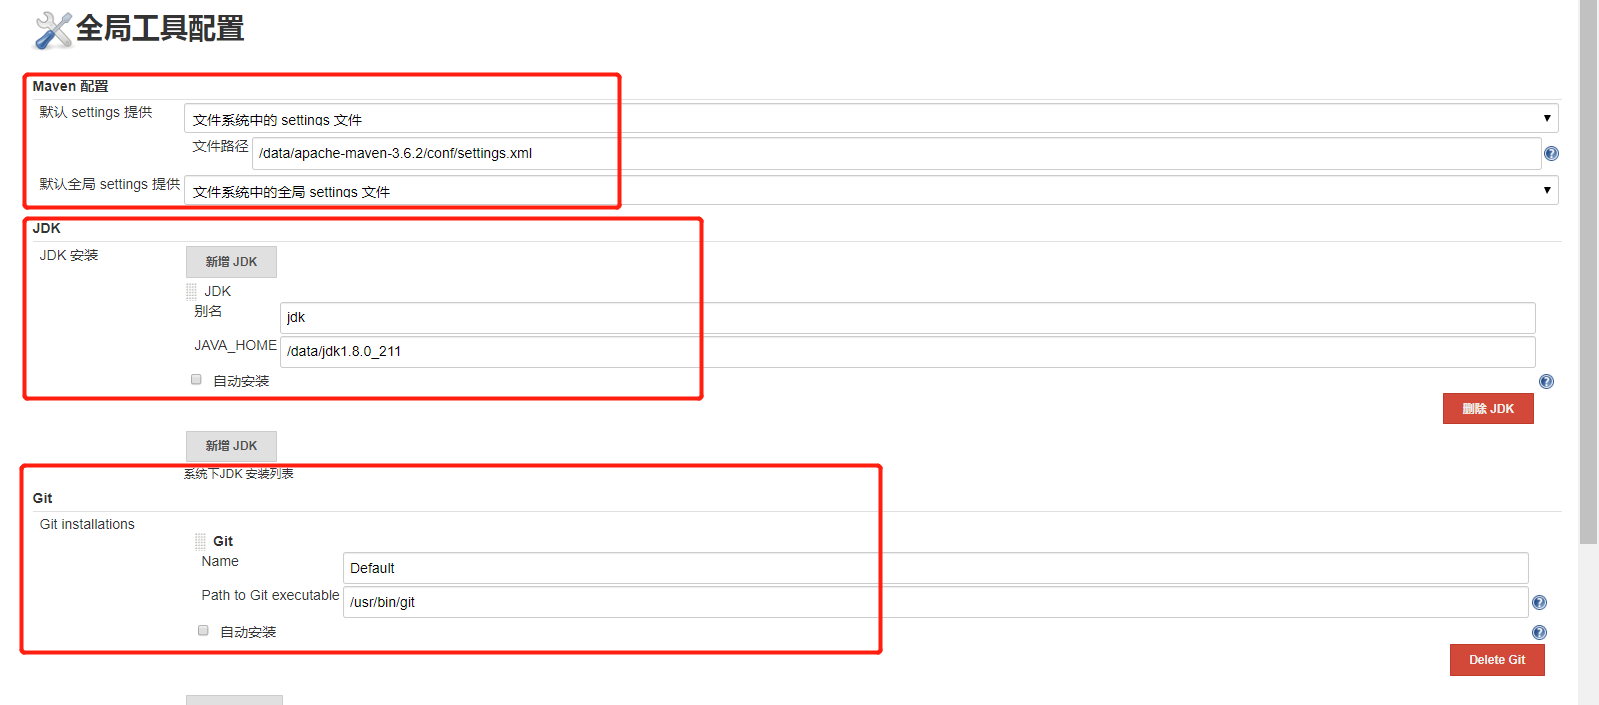 全局工具配置
Maven 配置
默认 settings 提供
文件系统中的 settings 文件
文件路径
/data/apache-maven-3.6.2/conf/settings.xml
默认全局 settings 提供
文件系统中的全局 settings 文件
JDK
JDK 安装
新增 JDK
JDK
别名
jdk
JAVA_HOME
/data/jdk1.8.0_211
自动安装
删除 JDK
新增 JDK
系统下JDK 安装列表
Git
Git installations
Git
Name
Default
Path to Git executable
/usr/bin/git
自动安装
Delete Git